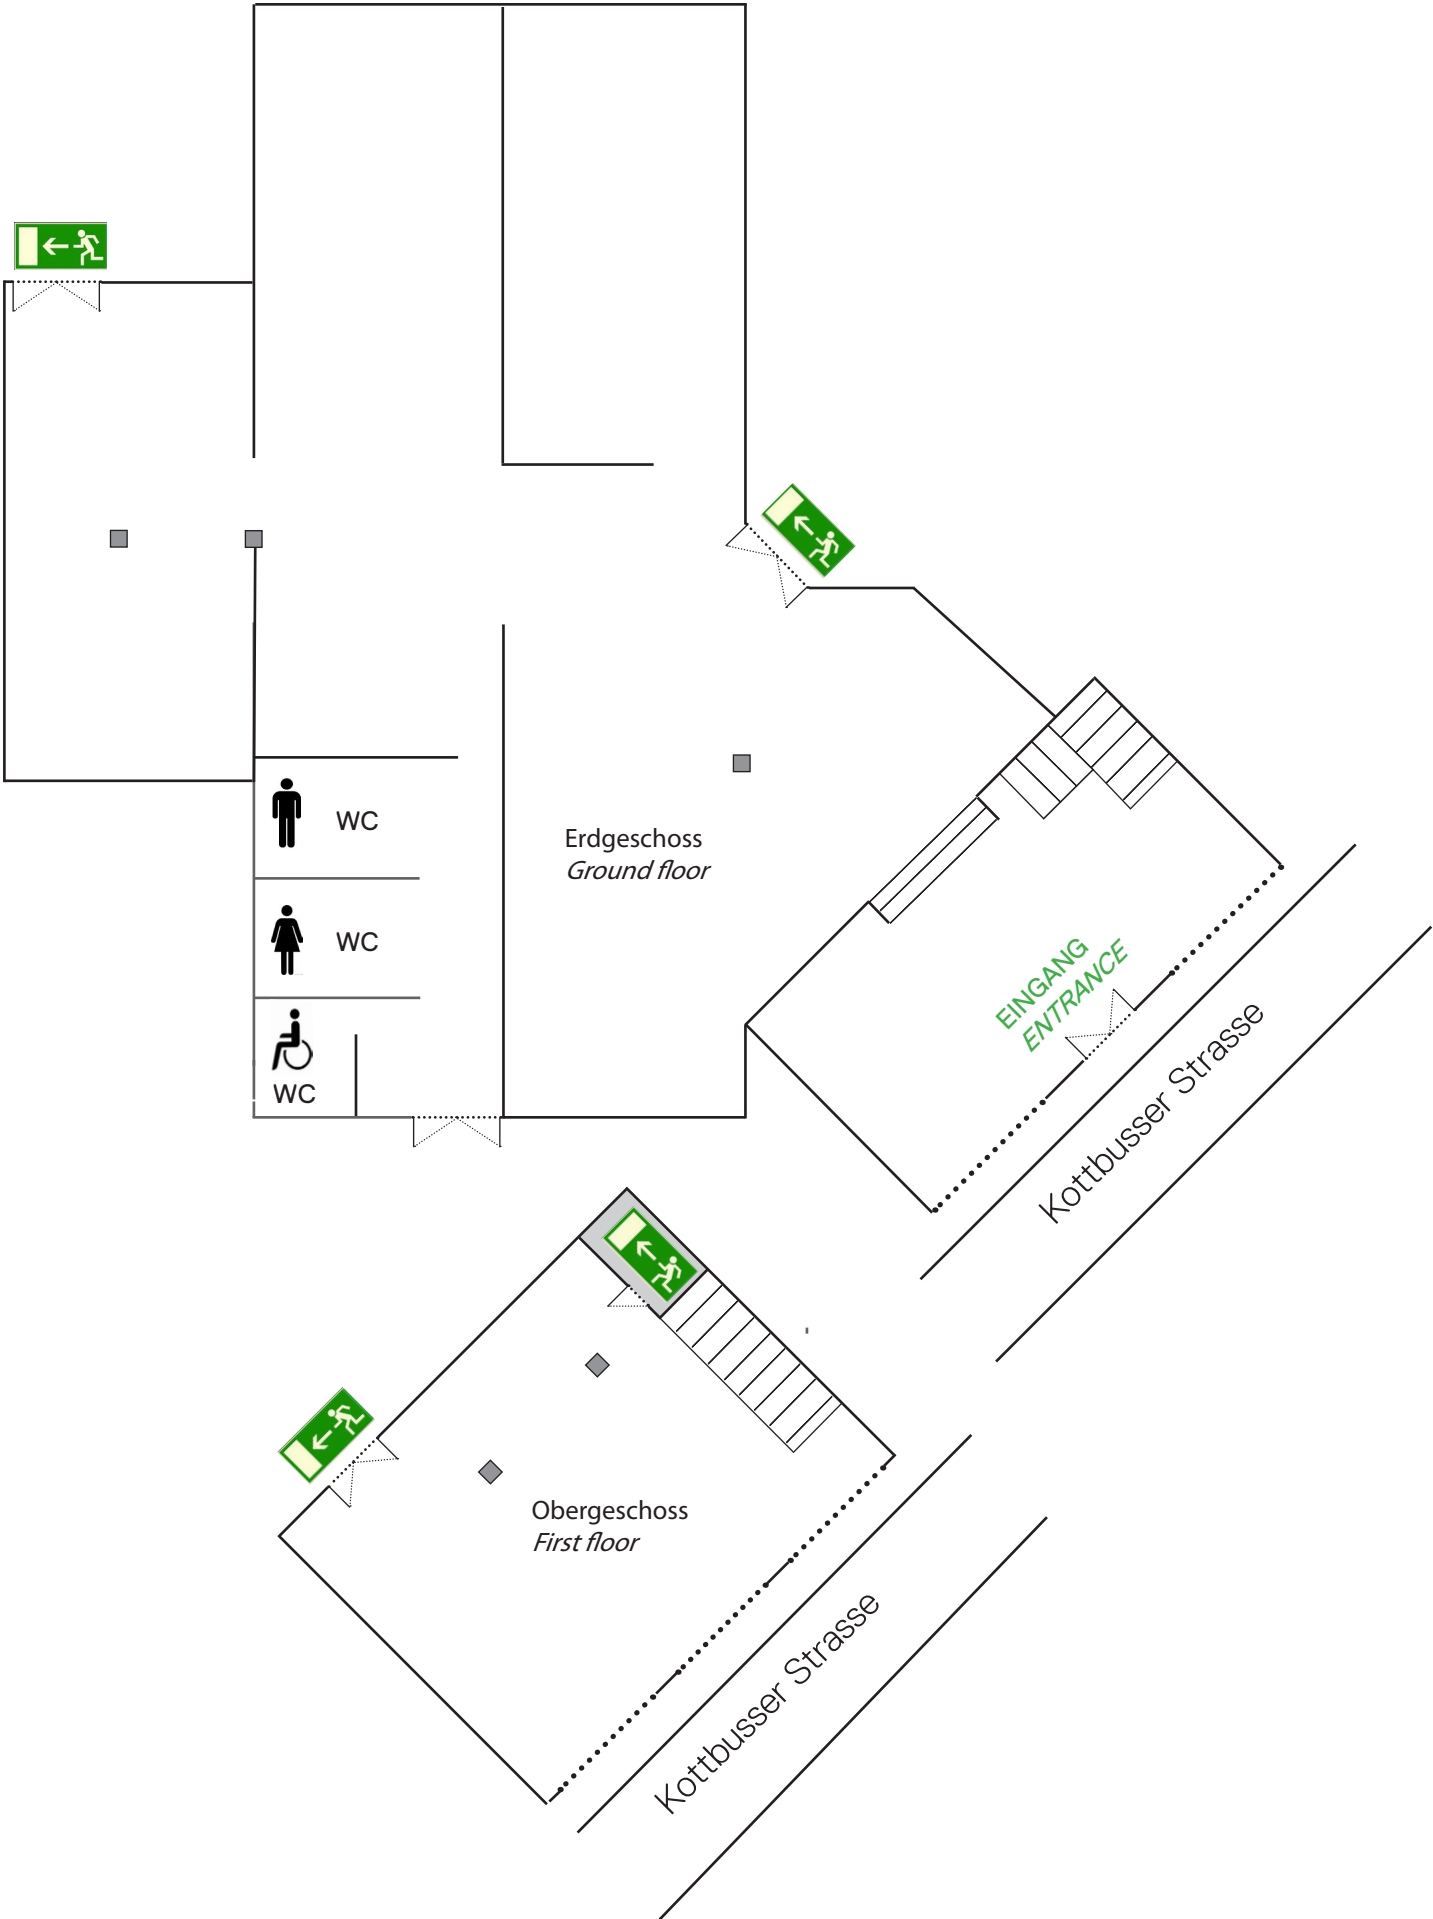 WC
Erdgeschoss
Ground floor
WC
WC
EINGANG
ENTRANCE
Kottbusser Strasse
Obergeschoss
First floor
Kottbusser Strasse